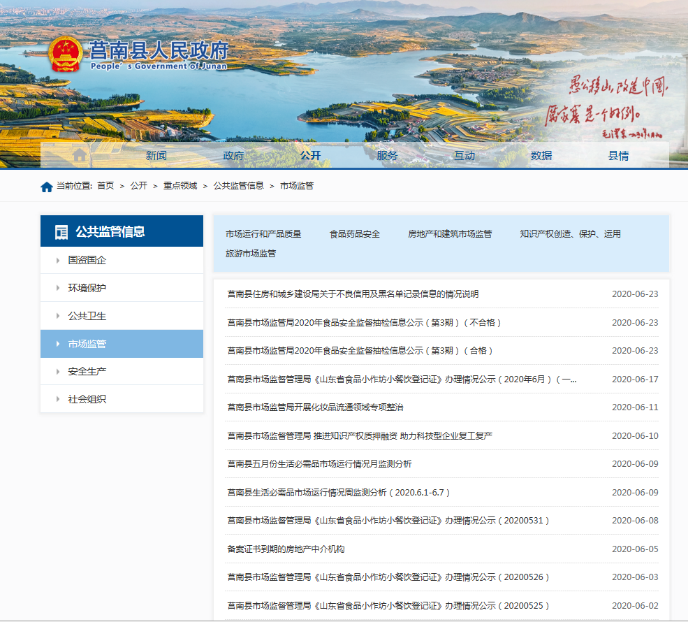 莒南县人民政府
People's Government of Junan
愚公移山,改造中国,
厉家寨是一个好例。
新闻 政府 公开 服务 互动 数据 县情
当前位置: 首页 > 公开 > 重点领域 > 公共监管信息 > 市场监管
公共监管信息
国资国企
环境保护
公共卫生
市场监管
安全生产
社会组织
市场运行和产品质量 食品药品安全 房地产和建筑市场监管 知识产权创造、保护、运用
旅游市场监管
莒南县住房和城乡建设局关于不良信用及黑名单记录信息的情况说明 2020-06-23
莒南县市场监管局2020年食品安全监督抽检信息公示(第3期)(不合格) 2020-06-23
莒南县市场监管局2020年食品安全监督抽检信息公示(第3期)(合格) 2020-06-23
莒南县市场监督管理局《山东省食品小作坊小餐饮登记证》办理情况公示(2020年6月)(一... 2020-06-17
莒南县市场监管局开展化妆品流通领域专项整治 2020-06-11
莒南县市场监督管理局 推进知识产权质押融资 助力科技型企业复工复产 2020-06-10
莒南县五月份生活必需品市场运行情况月监测分析 2020-06-09
莒南县生活必需品市场运行情况周监测分析(2020.6.1-6.7) 2020-06-09
莒南县市场监督管理局《山东省食品小作坊小餐饮登记证》办理情况公示(20200531) 2020-06-08
备案证书到期的房地产中介机构 2020-06-05
莒南县市场监督管理局《山东省食品小作坊小餐饮登记证》办理情况公示(20200526) 2020-06-03
莒南县市场监督管理局《山东省食品小作坊小餐饮登记证》办理情况公示(20200525) 2020-06-02